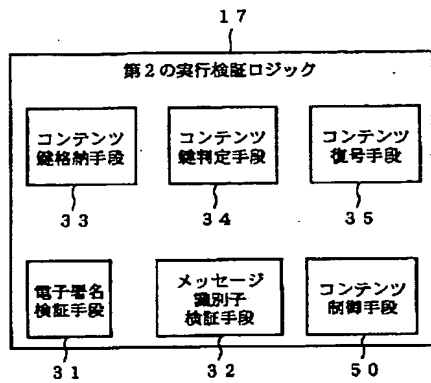 17
第2の実行検証ロジック
コンテンツ
鍵格納手段
コンテンツ
鍵判定手段
コンテンツ
復号手段
33
34
35
電子署名
検証手段
メッセージ
識別子
検証手段
コンテンツ
制御手段
31
32
50